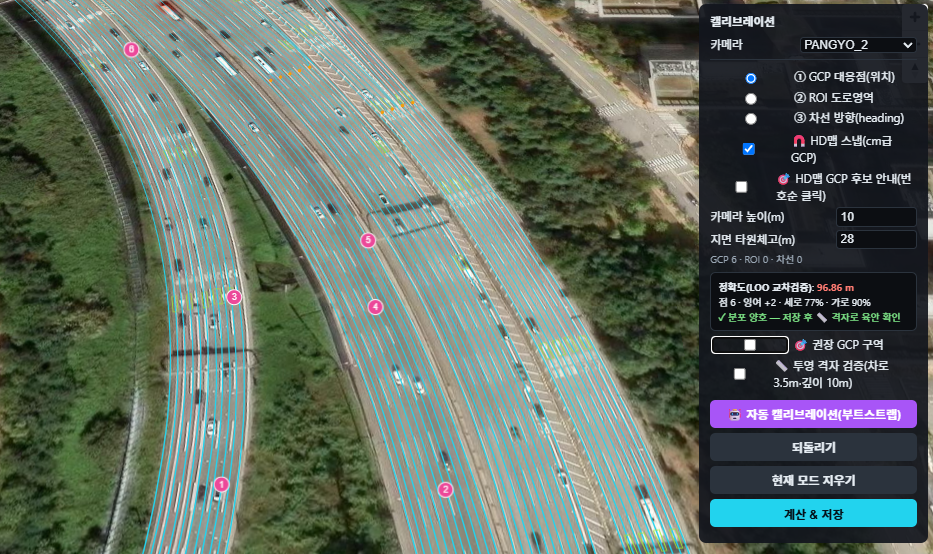 캘리브레이션
카메라 PANGYO_2
① GCP 대응점(위치)
② ROI 도로영역
③ 차선 방향(heading)
🧲 HD맵 스냅(cm급
GCP)
🎯 HD맵 GCP 후보 안내(번
호순 클릭)
카메라 높이(m) 10
지면 타원체고(m) 28
GCP 6 · ROI 0 · 차선 0
정확도(LOO 교차검증): 96.86 m
점 6 · 잉여 +2 · 세로 77% · 가로 90%
✓ 분포 양호 — 저장 후 📏 격자로 육안 확인
🎯 권장 GCP 구역
📏 투영 격자 검증(차로
3.5m·깊이 10m)
🤖 자동 캘리브레이션(부트스트랩)
되돌리기
현재 모드 지우기
계산 & 저장
6
5
3
4
1
2